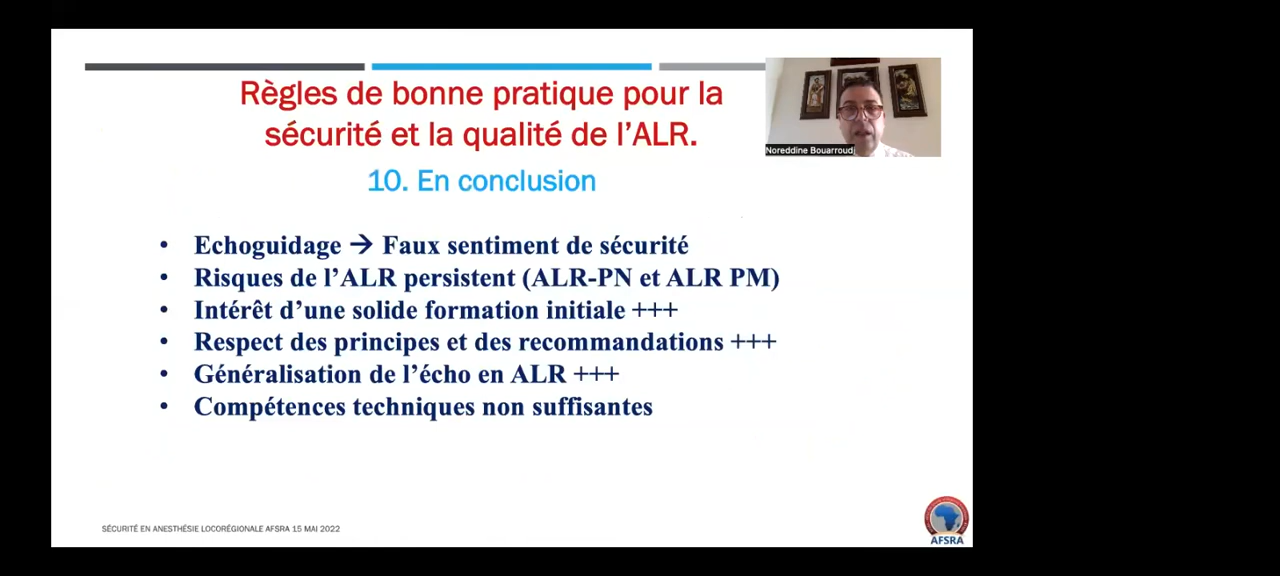 Règles de bonne pratique pour la
sécurité et la qualité de l’ALR.
10. En conclusion
Noreddine Bouarroudj
• Echoguidage → Faux sentiment de sécurité
• Risques de l’ALR persistent (ALR-PN et ALR PM)
• Intérêt d’une solide formation initiale +++
• Respect des principes et des recommandations +++
• Généralisation de l’écho en ALR +++
• Compétences techniques non suffisantes
SÉCURITÉ EN ANESTHÉSIE LOCORÉGIONALE AFSRA 15 MAI 2022
AFSRA